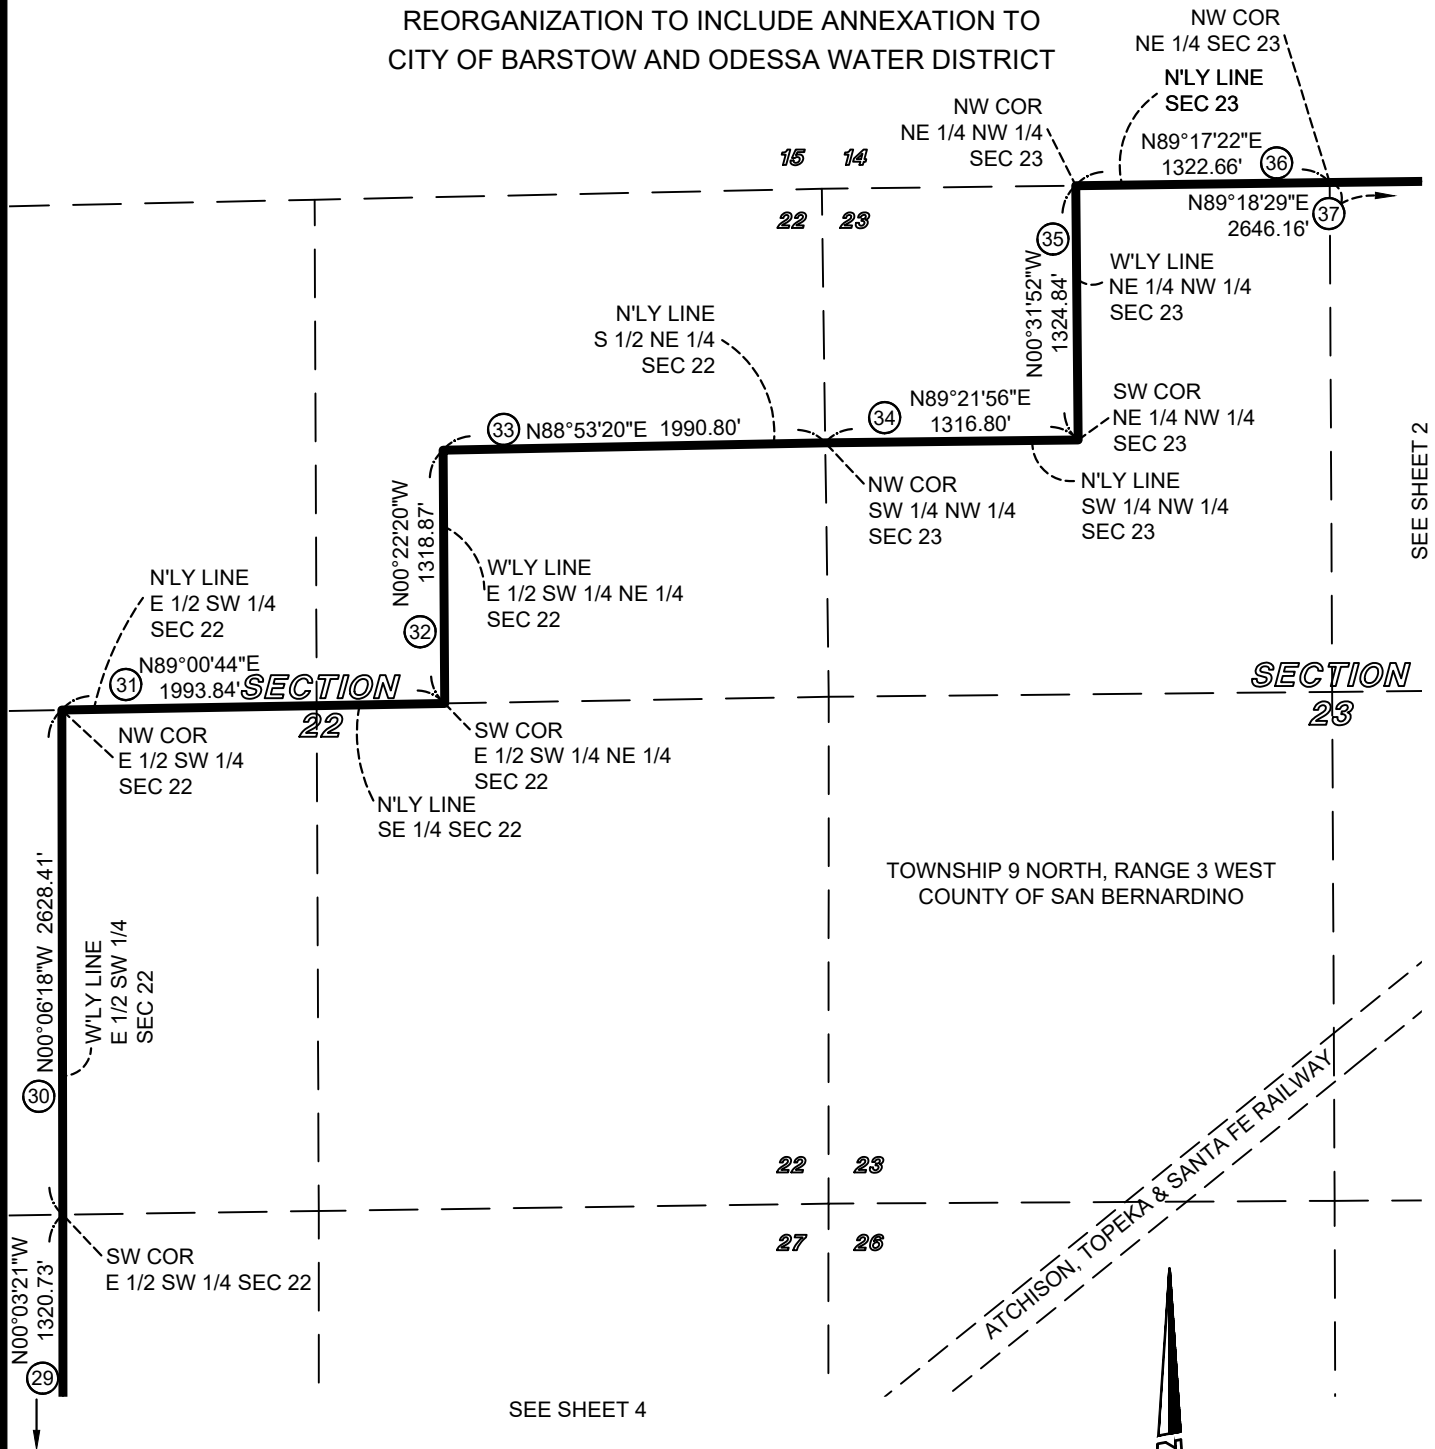 REORGANIZATION TO INCLUDE ANNEXATION TO
CITY OF BARSTOW AND ODESSA WATER DISTRICT
NW COR
NE 1/4 SEC 23
N'LY LINE
SEC 23
NW COR
NE 1/4 NW 1/4
SEC 23
N89°17'22"E
1322.66'
36
15 14
22 23
N89°18'29"E
2646.16'
37
35
N00°31'52"W
1324.84'
W'LY LINE
NE 1/4 NW 1/4
SEC 23
N'LY LINE
S 1/2 NE 1/4
SEC 22
33
N88°53'20"E 1990.80'
34
N89°21'56"E
1316.80'
SW COR
NE 1/4 NW 1/4
SEC 23
SEE SHEET 2
NW COR
SW 1/4 NW 1/4
SEC 23
N'LY LINE
SW 1/4 NW 1/4
SEC 23
N00°22'20"W
1318.87'
32
W'LY LINE
E 1/2 SW 1/4 NE 1/4
SEC 22
N'LY LINE
E 1/2 SW 1/4
SEC 22
31
N89°00'44"E
1993.84'
SECTION
22
SECTION
23
NW COR
E 1/2 SW 1/4
SEC 22
SW COR
E 1/2 SW 1/4 NE 1/4
SEC 22
N'LY LINE
SE 1/4 SEC 22
TOWNSHIP 9 NORTH, RANGE 3 WEST
COUNTY OF SAN BERNARDINO
N00°06'18"W 2628.41'
30
W'LY LINE
E 1/2 SW 1/4
SEC 22
22 23
27 26
ATCHISON, TOPEKA & SANTA FE RAILWAY
SW COR
E 1/2 SW 1/4 SEC 22
N00°03'21"W
1320.73'
29
SEE SHEET 4